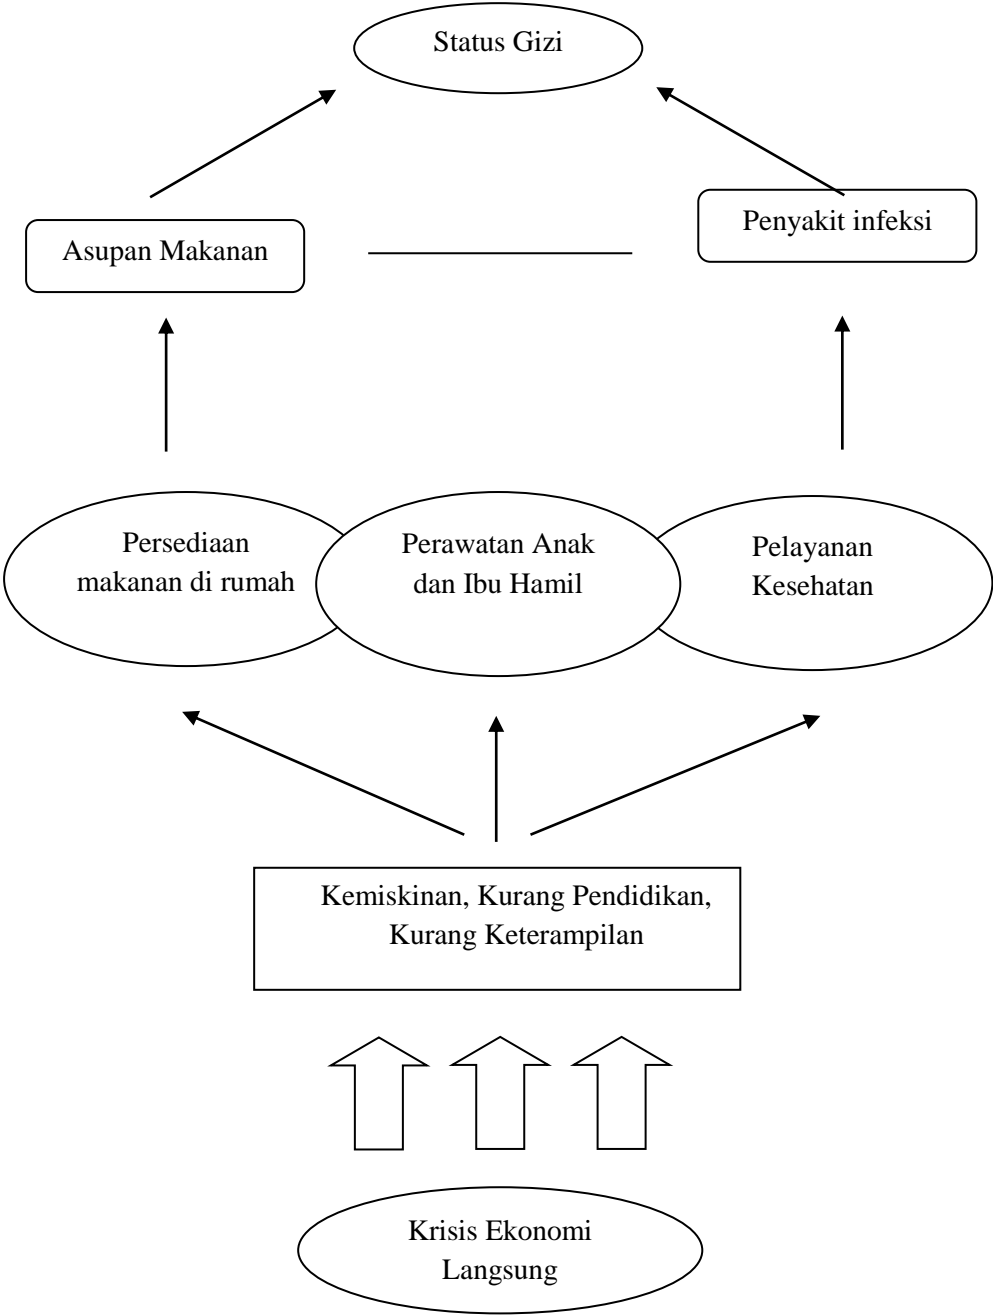 Status Gizi
Asupan Makanan
Penyakit infeksi
Persediaan
makanan di rumah
Perawatan Anak
dan Ibu Hamil
Pelayanan
Kesehatan
Kemiskinan, Kurang Pendidikan,
Kurang Keterampilan
Krisis Ekonomi
Langsung